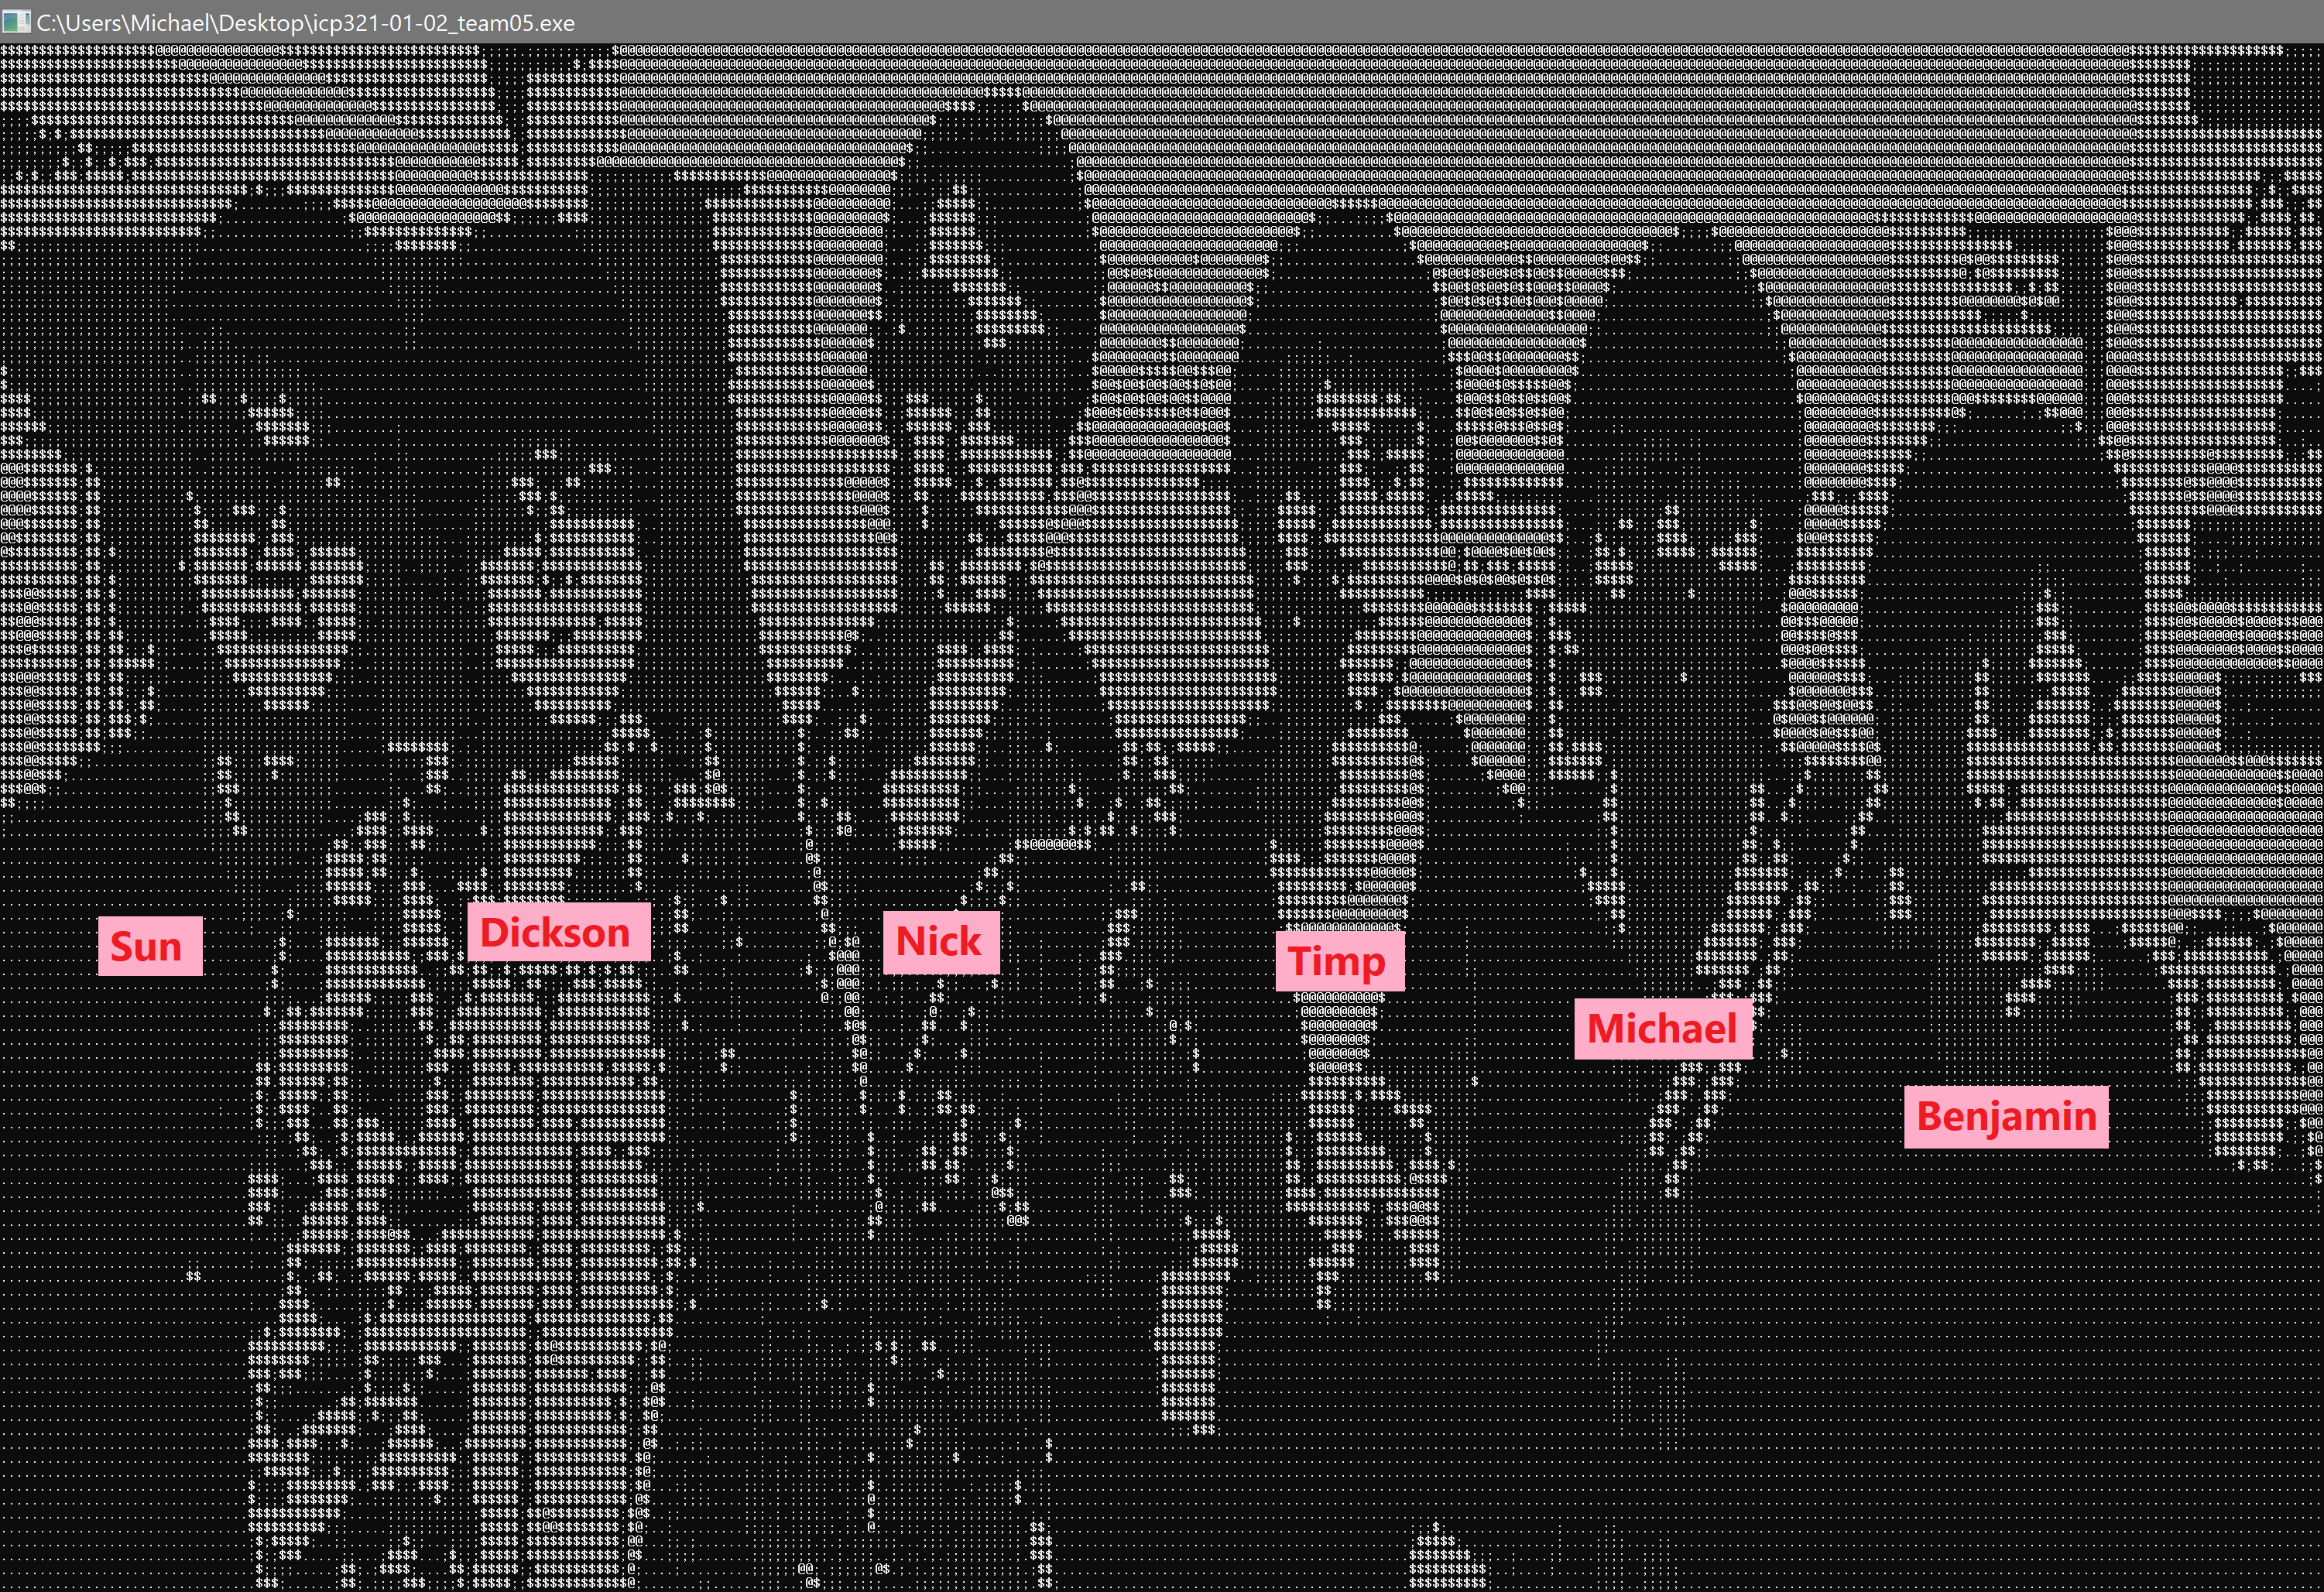 C:\Users\Michael\Desktop\icp321-01-02_team05.exe
Sun
Dickson
Nick
Timp
Michael
Benjamin